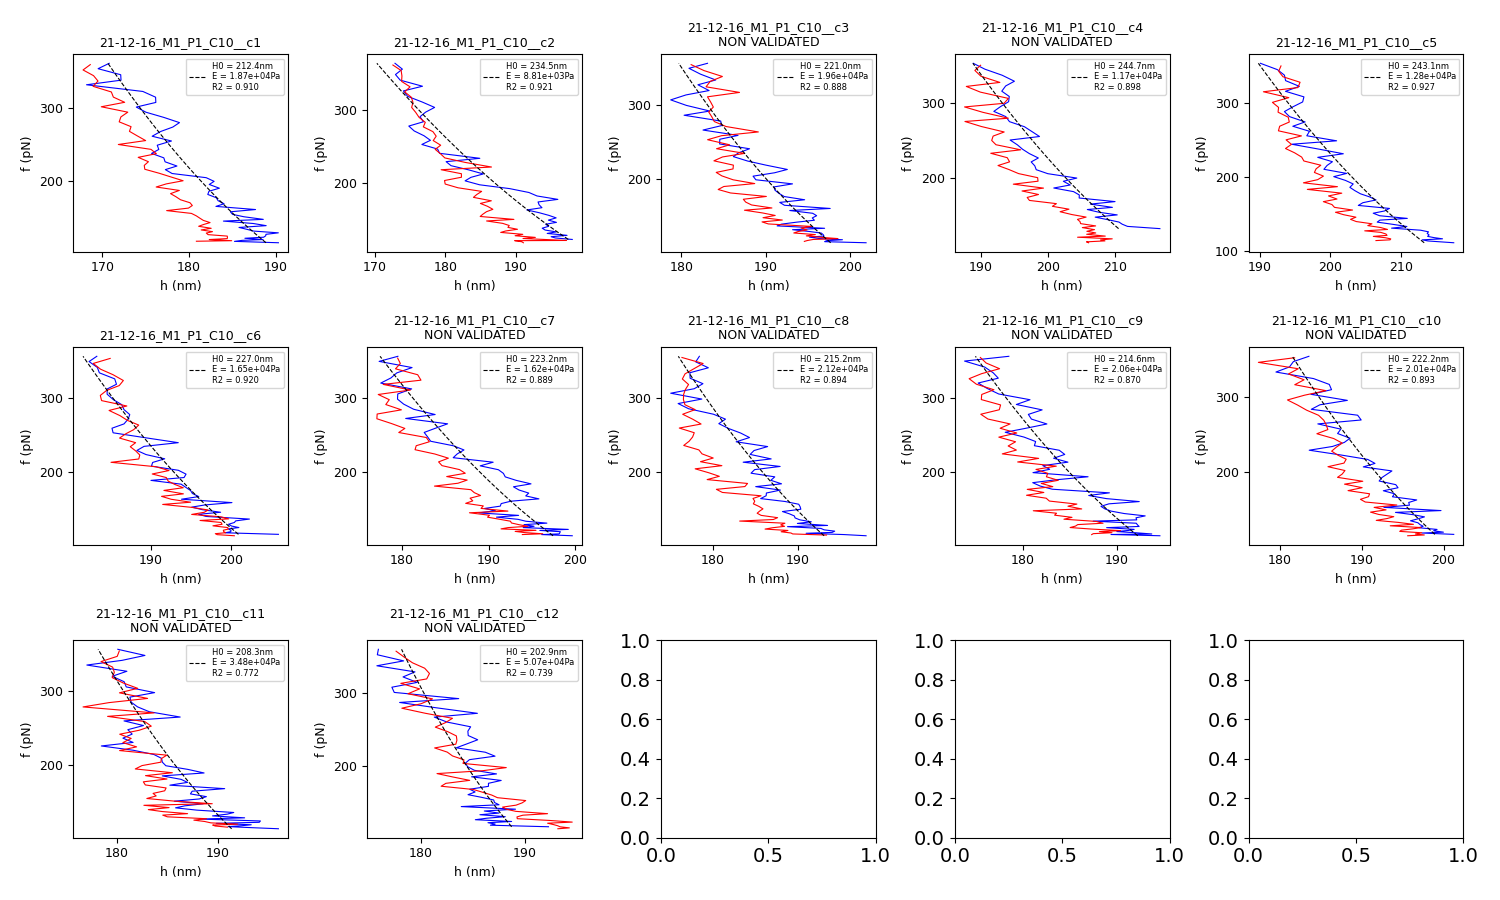 21-12-16_M1_P1_C10__c1
H0 = 212.4nm
E = 1.87e+04Pa
R2 = 0.910
f (pN)
300
200
170
180
190
h (nm)
21-12-16_M1_P1_C10__c2
H0 = 234.5nm
E = 8.81e+03Pa
R2 = 0.921
f (pN)
300
200
170
180
190
h (nm)
21-12-16_M1_P1_C10__c3
NON VALIDATED
H0 = 221.0nm
E = 1.96e+04Pa
R2 = 0.888
f (pN)
300
200
180
190
200
h (nm)
21-12-16_M1_P1_C10__c4
NON VALIDATED
H0 = 244.7nm
E = 1.17e+04Pa
R2 = 0.898
f (pN)
300
200
190
200
210
h (nm)
21-12-16_M1_P1_C10__c5
H0 = 243.1nm
E = 1.28e+04Pa
R2 = 0.927
f (pN)
300
200
100
190
200
210
h (nm)
21-12-16_M1_P1_C10__c6
H0 = 227.0nm
E = 1.65e+04Pa
R2 = 0.920
f (pN)
300
200
190
200
h (nm)
21-12-16_M1_P1_C10__c7
NON VALIDATED
H0 = 223.2nm
E = 1.62e+04Pa
R2 = 0.889
f (pN)
300
200
180
190
200
h (nm)
21-12-16_M1_P1_C10__c8
NON VALIDATED
H0 = 215.2nm
E = 2.12e+04Pa
R2 = 0.894
f (pN)
300
200
180
190
h (nm)
21-12-16_M1_P1_C10__c9
NON VALIDATED
H0 = 214.6nm
E = 2.06e+04Pa
R2 = 0.870
f (pN)
300
200
180
190
h (nm)
21-12-16_M1_P1_C10__c10
NON VALIDATED
H0 = 222.2nm
E = 2.01e+04Pa
R2 = 0.893
f (pN)
300
200
180
190
200
h (nm)
21-12-16_M1_P1_C10__c11
NON VALIDATED
H0 = 208.3nm
E = 3.48e+04Pa
R2 = 0.772
f (pN)
300
200
180
190
h (nm)
21-12-16_M1_P1_C10__c12
NON VALIDATED
H0 = 202.9nm
E = 5.07e+04Pa
R2 = 0.739
f (pN)
300
200
180
190
h (nm)
1.0
0.8
0.6
0.4
0.2
0.0
0.0
0.5
1.0
1.0
0.8
0.6
0.4
0.2
0.0
0.0
0.5
1.0
1.0
0.8
0.6
0.4
0.2
0.0
0.0
0.5
1.0